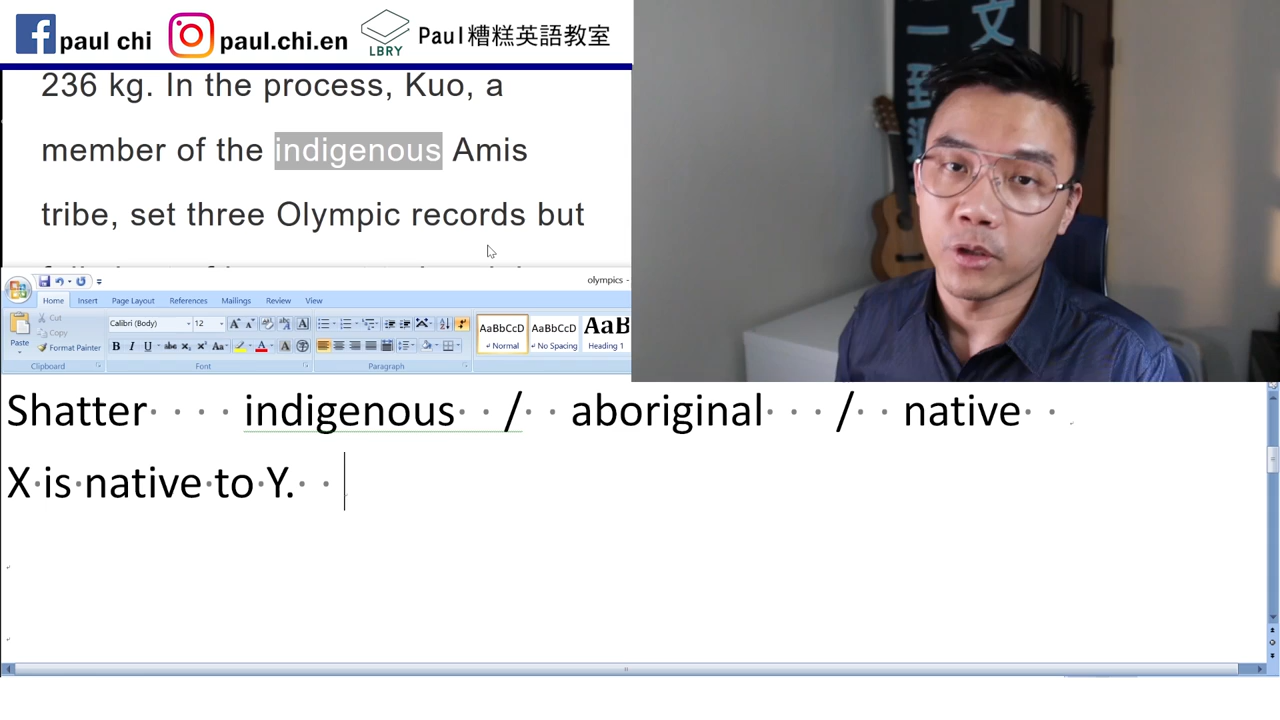 paul chi
paul.chi.en
LBRY
Paul糟糕英語教室
文
一
到
236 kg. In the process, Kuo, a
member of the indigenous Amis
tribe, set three Olympic records but
olympics -
Home Insert Page Layout References Mailings Review View
Cut
Copy
Format Painter
Paste
Calibri (Body) 12
AaBbCcD AaBbCcD AaB
Normal No Spacing Heading 1
Clipboard Font Paragraph
Shatter indigenous / aboriginal / native
X is native to Y.